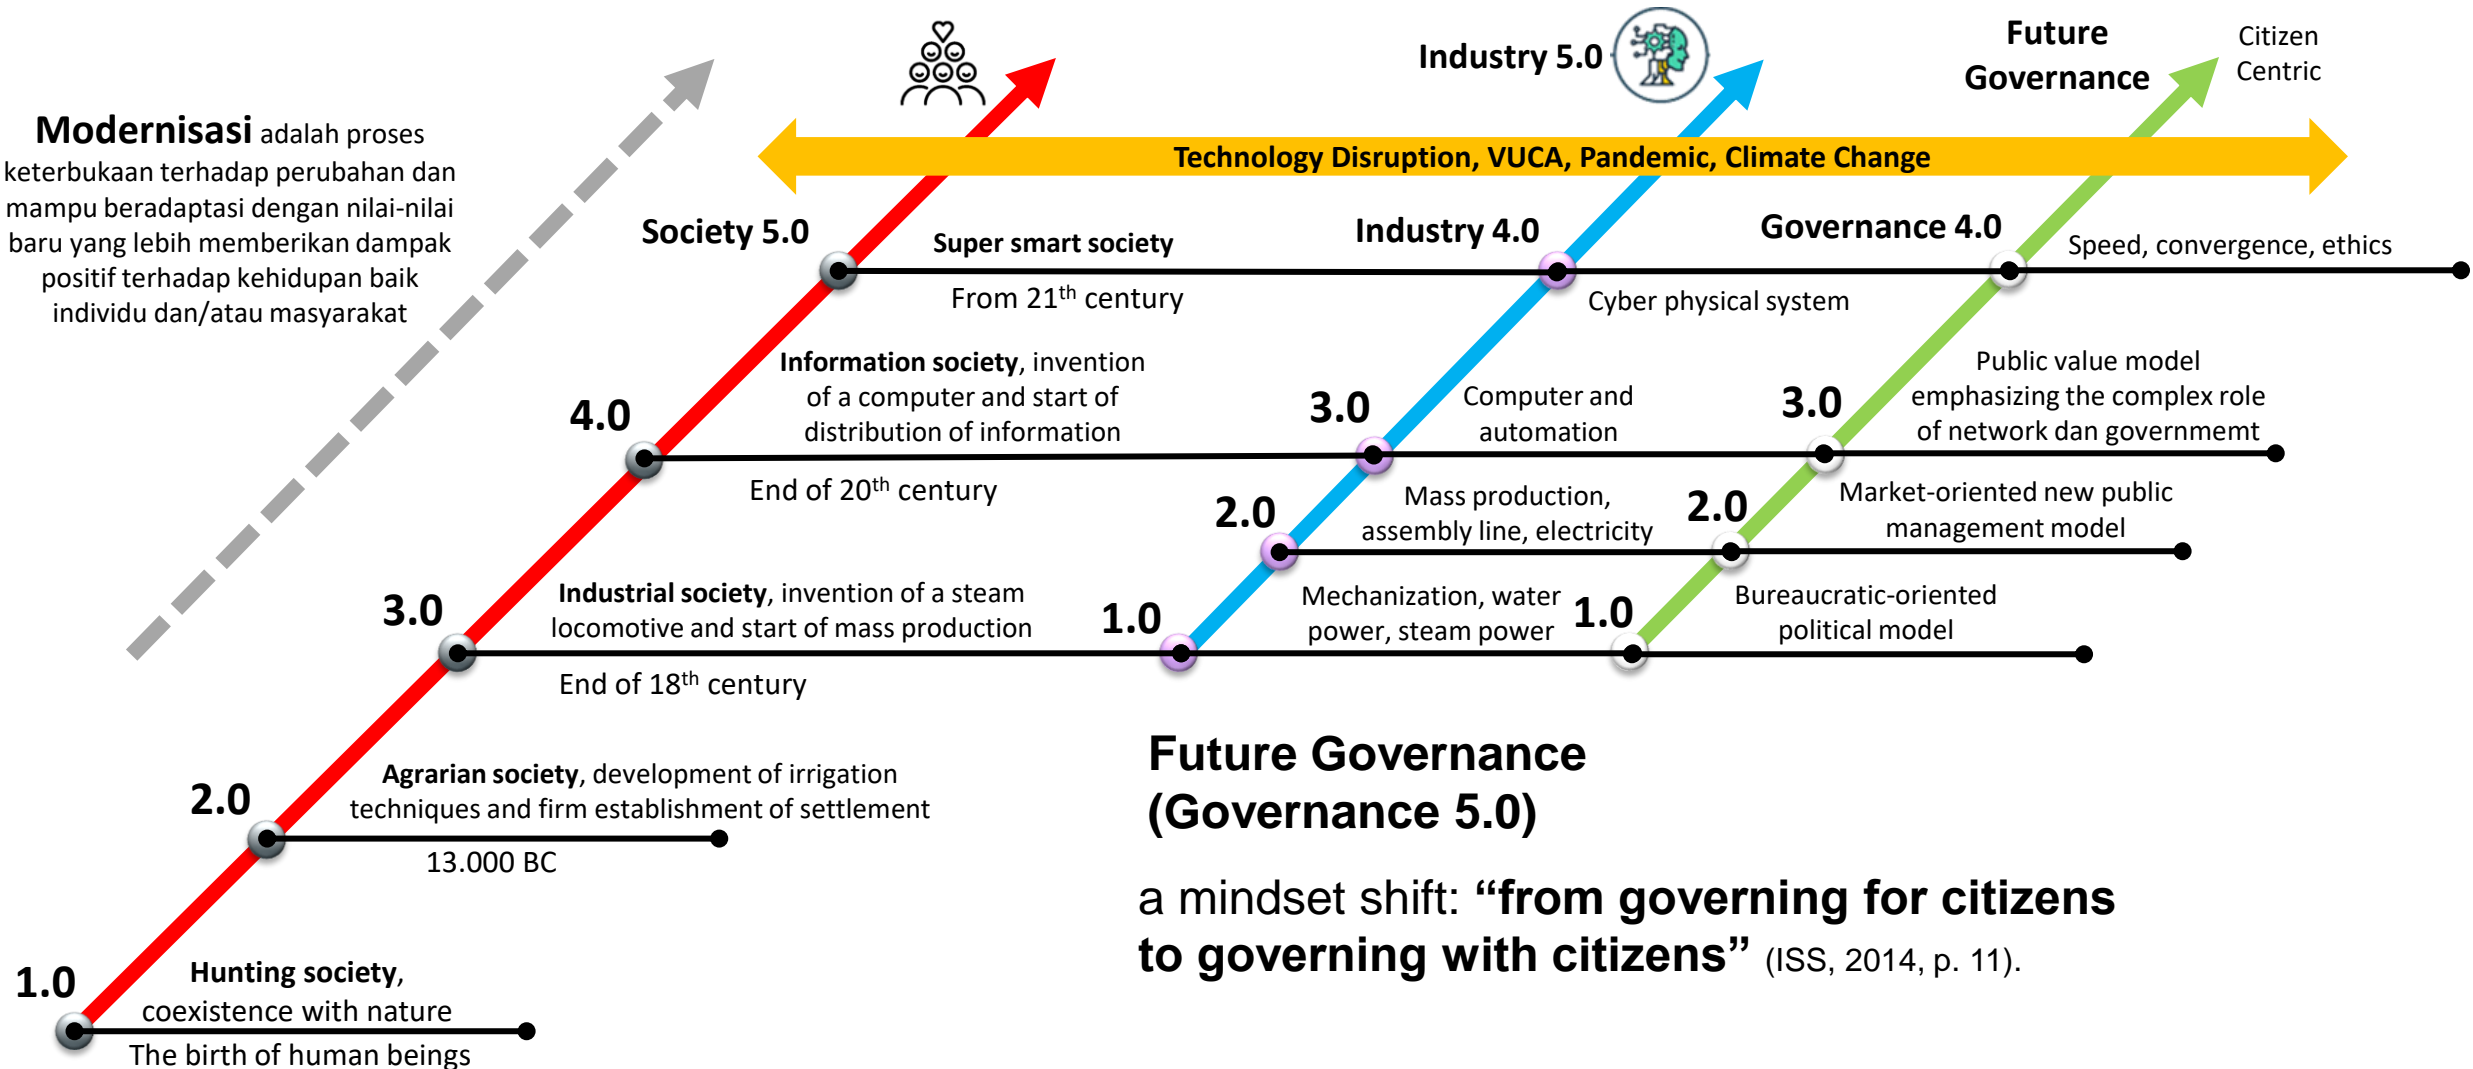 Modernisasi adalah proses
keterbukaan terhadap perubahan dan
mampu beradaptasi dengan nilai-nilai
baru yang lebih memberikan dampak
positif terhadap kehidupan baik
individu dan/atau masyarakat
Industry 5.0
Future
Governance
Citizen
Centric
Technology Disruption, VUCA, Pandemic, Climate Change
Society 5.0
Super smart society
From 21th century
Industry 4.0
Cyber physical system
Governance 4.0
Speed, convergence, ethics
4.0
Information society, invention
of a computer and start of
distribution of information
End of 20th century
3.0
Computer and
automation
3.0
Public value model
emphasizing the complex role
of network dan governmemt
2.0
Mass production,
assembly line, electricity
2.0
Market-oriented new public
management model
3.0
Industrial society, invention of a steam
locomotive and start of mass production
End of 18th century
1.0
Mechanization, water
power, steam power
1.0
Bureaucratic-oriented
political model
2.0
Agrarian society, development of irrigation
techniques and firm establishment of settlement
13.000 BC
1.0
Hunting society,
coexistence with nature
The birth of human beings
Future Governance
(Governance 5.0)
a mindset shift: “from governing for citizens
to governing with citizens” (ISS, 2014, p. 11).